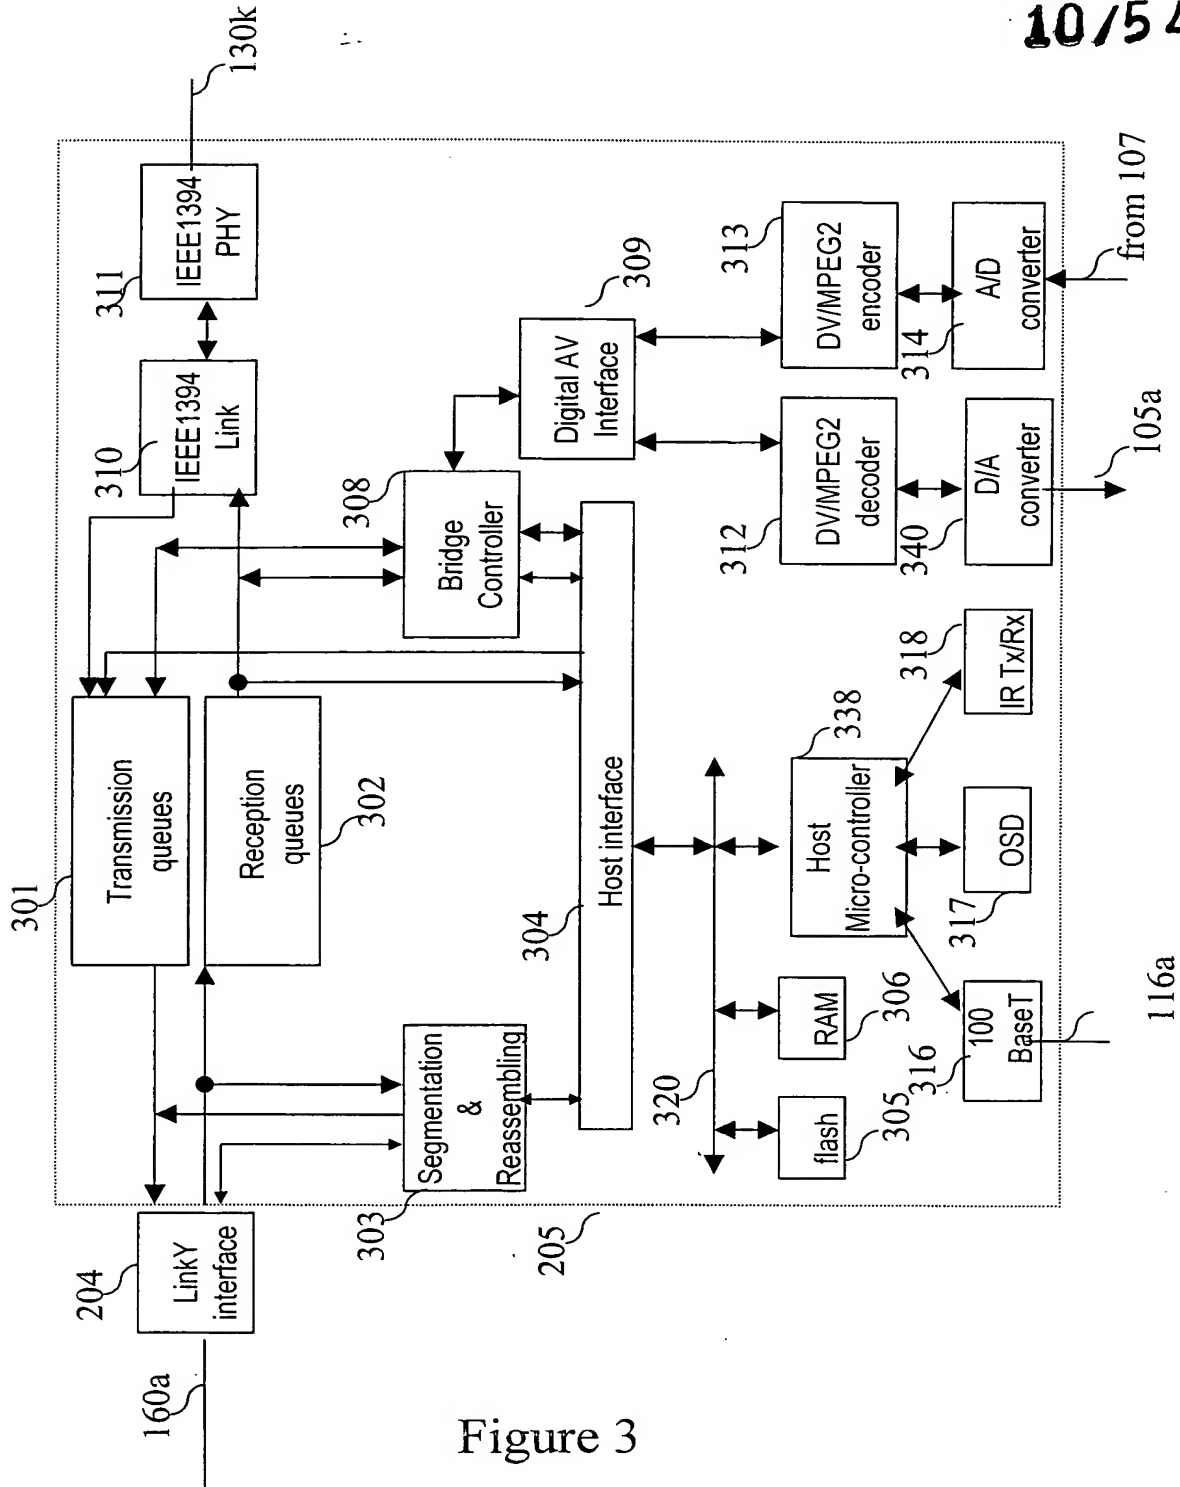 10/54
130k
311
IEEE1394
PHY
310
IEEE1394
Link
301
Transmission
queues
Reception
queues
302
204
LinkY
interface
160a
303
Segmentation
&
Reassembling
205
308
Bridge
Controller
309
Digital AV
Interface
304
Host interface
313
DV/MPEG2
encoder
312
DV/MPEG2
decoder
314
A/D
converter
from 107
340
D/A
converter
105a
320
338
Host
Micro-controller
318
IR Tx/Rx
317
OSD
316
100
BaseT
116a
306
RAM
305
flash
Figure 3